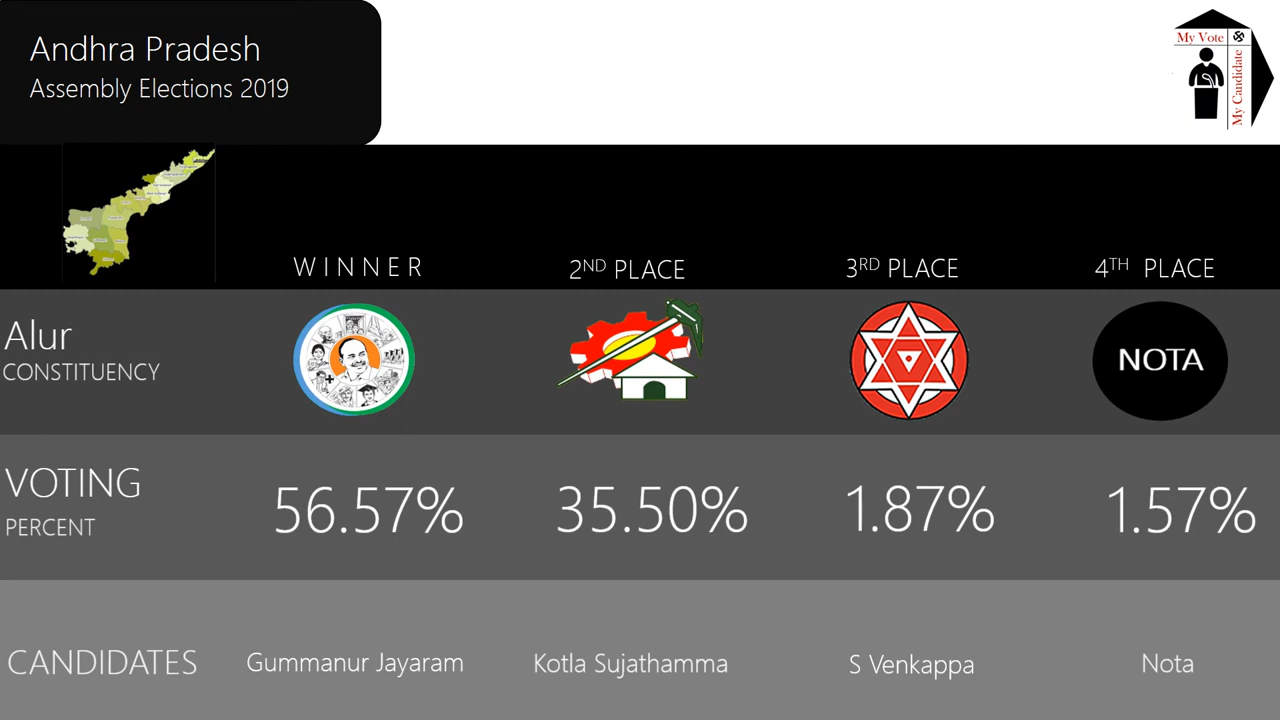 Andhra Pradesh
Assembly Elections 2019
My Vote
My Candidate
WINNER
2ND PLACE
3RD PLACE
4TH PLACE
Alur
CONSTITUENCY
NOTA
VOTING
PERCENT
56.57%
35.50%
1.87%
1.57%
CANDIDATES
Gummanur Jayaram
Kotla Sujathamma
S Venkappa
Nota